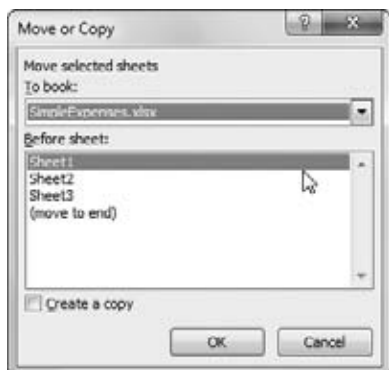 Move or Copy
Move selected sheets
To book:
SimpleExpenses.xlsx
Before sheet:
Sheet1
Sheet2
Sheet3
(move to end)
Create a copy
OK Cancel